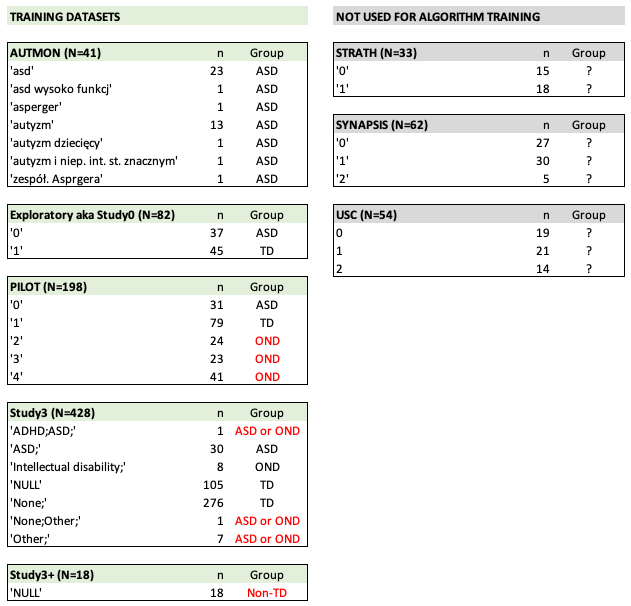 TRAINING DATASETS
AUTMON (N=41) n Group
'asd' 23 ASD
'asd wysoko funkcj' 1 ASD
'asperger' 1 ASD
'autyzm' 13 ASD
'autyzm dziecięcy' 1 ASD
'autyzm i niep. int. st. znacznym' 1 ASD
'zespół. Asprgera' 1 ASD
Exploratory aka Study0 (N=82) n Group
'0' 37 ASD
'1' 45 TD
PILOT (N=198) n Group
'0' 31 ASD
'1' 79 TD
'2' 24 OND
'3' 23 OND
'4' 41 OND
Study3 (N=428) n Group
'ADHD;ASD;' 1 ASD or OND
'ASD;' 30 ASD
'Intellectual disability;' 8 OND
'NULL' 105 TD
'None;' 276 TD
'None;Other;' 1 ASD or OND
'Other;' 7 ASD or OND
Study3+ (N=18) n Group
'NULL' 18 Non-TD
NOT USED FOR ALGORITHM TRAINING
STRATH (N=33) n Group
'0' 15 ?
'1' 18 ?
SYNAPSIS (N=62) n Group
'0' 27 ?
'1' 30 ?
'2' 5 ?
USC (N=54) n Group
0 19 ?
1 21 ?
2 14 ?